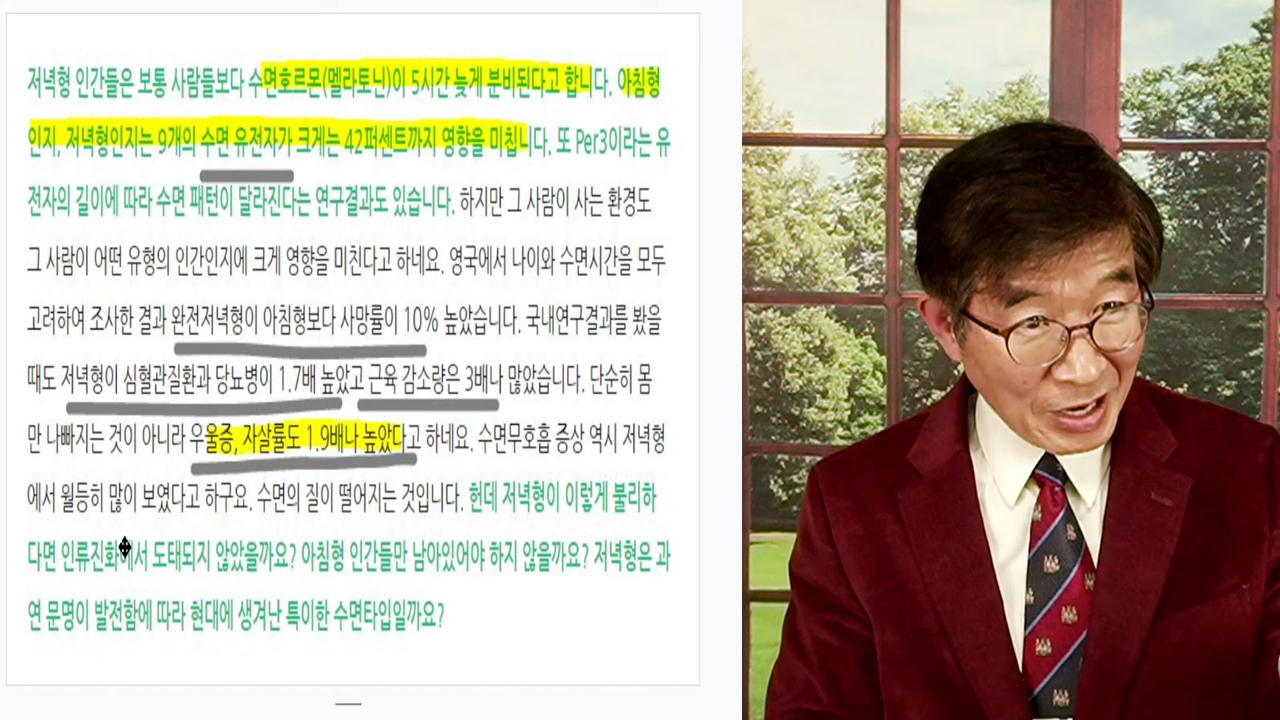 저녁형 인간들은 보통 사람들보다 수면호르몬(멜라토닌)이 5시간 늦게 분비된다고 합니다. 아침형
인지, 저녁형인지는 9개의 수면 유전자가 크게는 42퍼센트까지 영향을 미칩니다. 또 Per3이라는 유
전자의 길이에 따라 수면 패턴이 달라진다는 연구결과도 있습니다. 하지만 그 사람이 사는 환경도
그 사람이 어떤 유형의 인간인지에 크게 영향을 미친다고 하네요. 영국에서 나이와 수면시간을 모두
고려하여 조사한 결과 완전저녁형이 아침형보다 사망률이 10% 높았습니다. 국내연구결과를 봤을
때도 저녁형이 심혈관질환과 당뇨병이 1.7배 높았고 근육 감소량은 3배나 많았습니다. 단순히 몸
만 나빠지는 것이 아니라 우울증, 자살률도 1.9배나 높았다고 하네요. 수면무호흡 증상 역시 저녁형
에서 월등히 많이 보였다고 하구요. 수면의 질이 떨어지는 것입니다. 헌데 저녁형이 이렇게 불리하
다면 인류진화에서 도태되지 않았을까요? 아침형 인간들만 남아있어야 하지 않을까요? 저녁형은 과
연 문명이 발전함에 따라 현대에 생겨난 특이한 수면타입일까요?